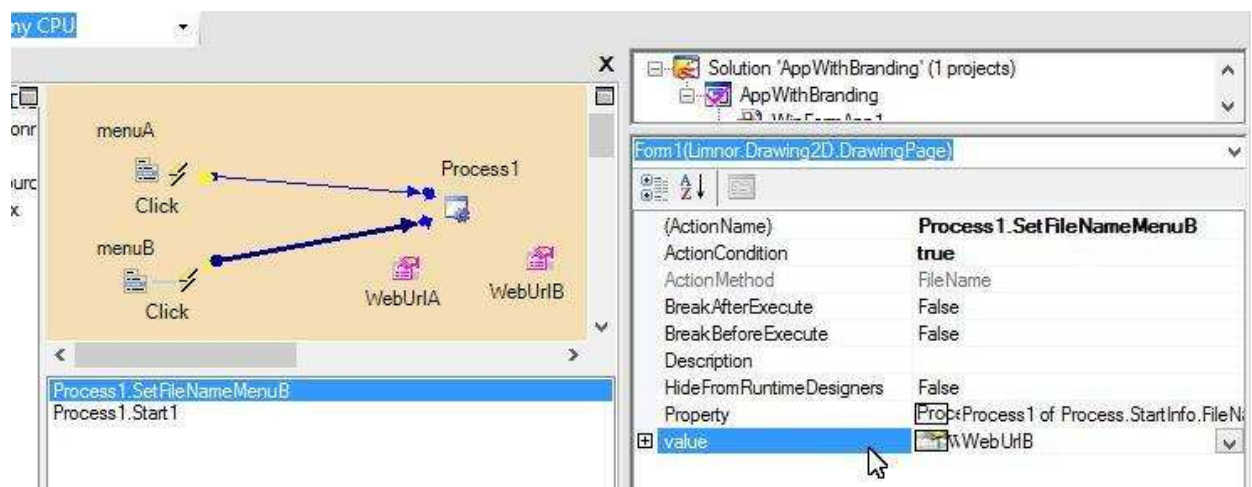 ny CPU
Solution 'AppWithBranding' (1 projects)
AppWithBranding
WinFormApp1
menuA
Click
Process1
menuB
Click
WebUrlA
WebUrlB
Process1.SetFileNameMenuB
Process1.Start1
Form1(Limnor.Drawing2D.DrawingPage)
(ActionName) Process1.SetFileNameMenuB
ActionCondition true
ActionMethod FileName
BreakAfterExecute False
BreakBeforeExecute False
Description
HideFromRuntimeDesigners False
Property Process1 of Process.StartInfo.FileNa
value WebUrlB